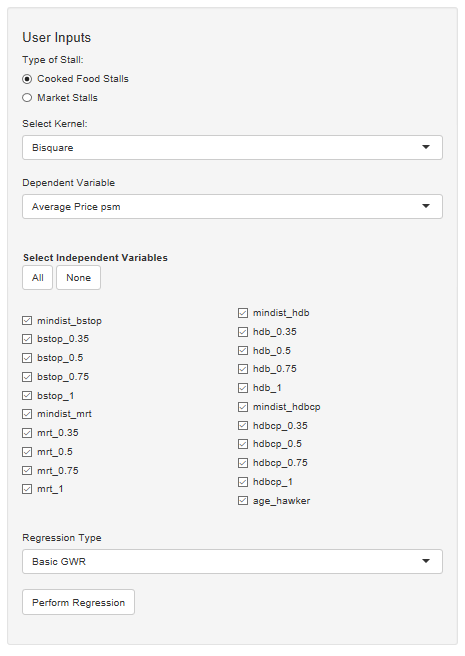 User Inputs
Type of Stall:
Cooked Food Stalls
Market Stalls
Select Kernel:
Bisquare
Dependent Variable
Average Price psm
Select Independent Variables
All None
mindist_bstop
bstop_0.35
bstop_0.5
bstop_0.75
bstop_1
mindist_mrt
mrt_0.35
mrt_0.5
mrt_0.75
mrt_1
mindist_hdb
hdb_0.35
hdb_0.5
hdb_0.75
hdb_1
mindist_hdbcp
hdbcp_0.35
hdbcp_0.5
hdbcp_0.75
hdbcp_1
age_hawker
Regression Type
Basic GWR
Perform Regression